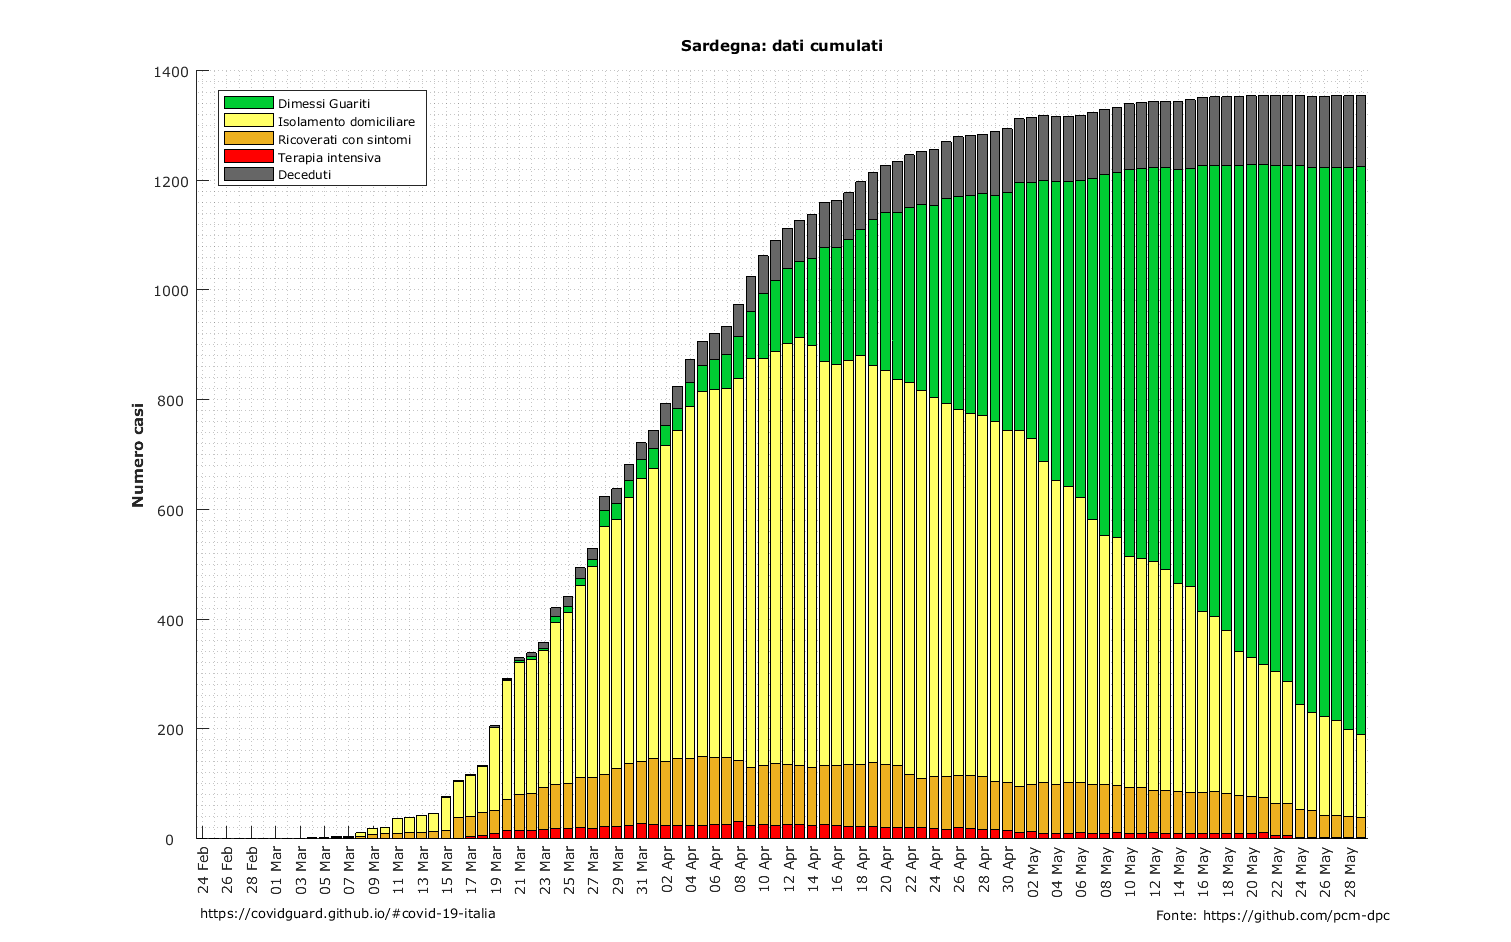 Sardegna: dati cumulati
1400
1200
1000
800
600
400
200
0
Numero casi
Dimessi Guariti
Isolamento domiciliare
Ricoverati con sintomi
Terapia intensiva
Deceduti
24 Feb
26 Feb
28 Feb
01 Mar
03 Mar
05 Mar
07 Mar
09 Mar
11 Mar
13 Mar
15 Mar
17 Mar
19 Mar
21 Mar
23 Mar
25 Mar
27 Mar
29 Mar
31 Mar
02 Apr
04 Apr
06 Apr
08 Apr
10 Apr
12 Apr
14 Apr
16 Apr
18 Apr
20 Apr
22 Apr
24 Apr
26 Apr
28 Apr
30 Apr
02 May
04 May
06 May
08 May
10 May
12 May
14 May
16 May
18 May
20 May
22 May
24 May
26 May
28 May
https://covidguard.github.io/#covid-19-italia
Fonte: https://github.com/pcm-dpc